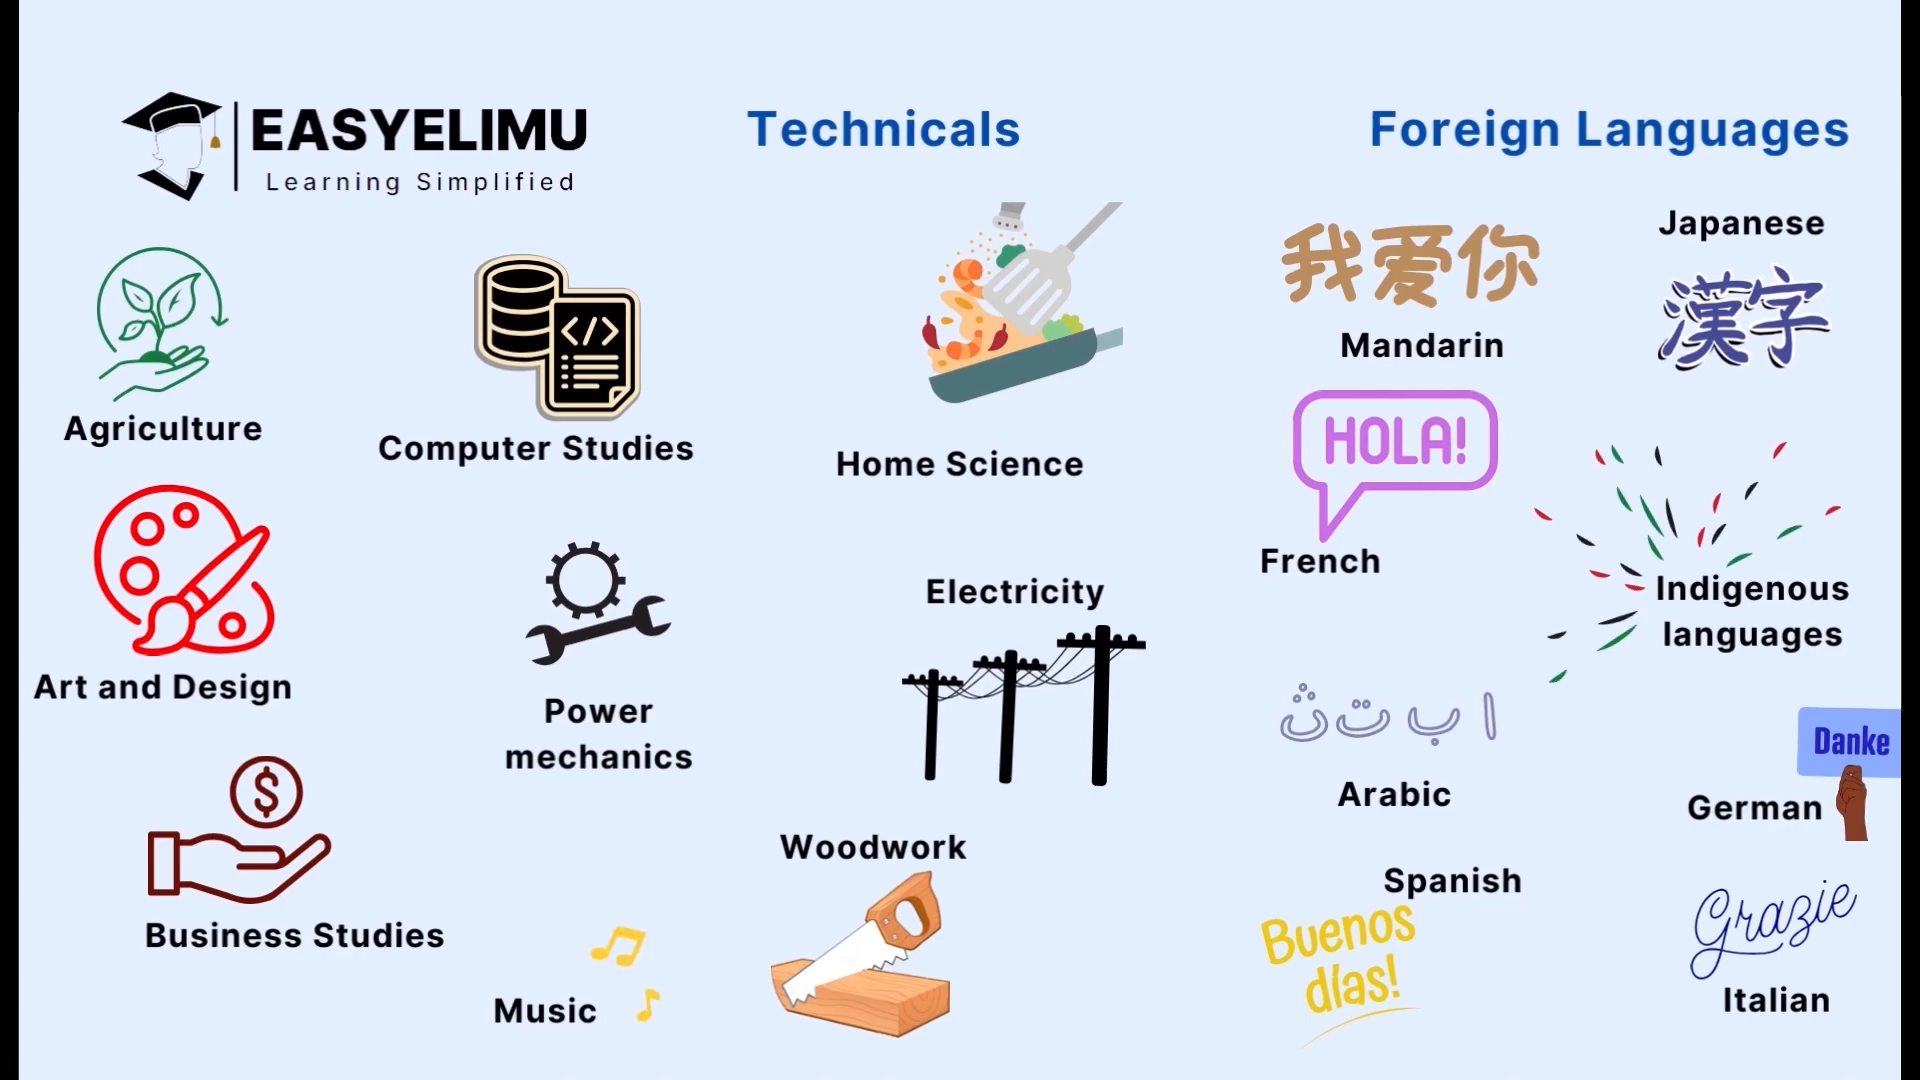 EASYELIMU
Learning Simplified
Technicals
Foreign Languages
Agriculture
Computer Studies
Home Science
Art and Design
Power
mechanics
Electricity
Business Studies
$
</>
Music
Woodwork
我爱你
Mandarin
Japanese
漢字
HOLA!
French
Indigenous
languages
ا ب ت ث
Arabic
Danke
German
Spanish
Buenos
días!
Grazie
Italian